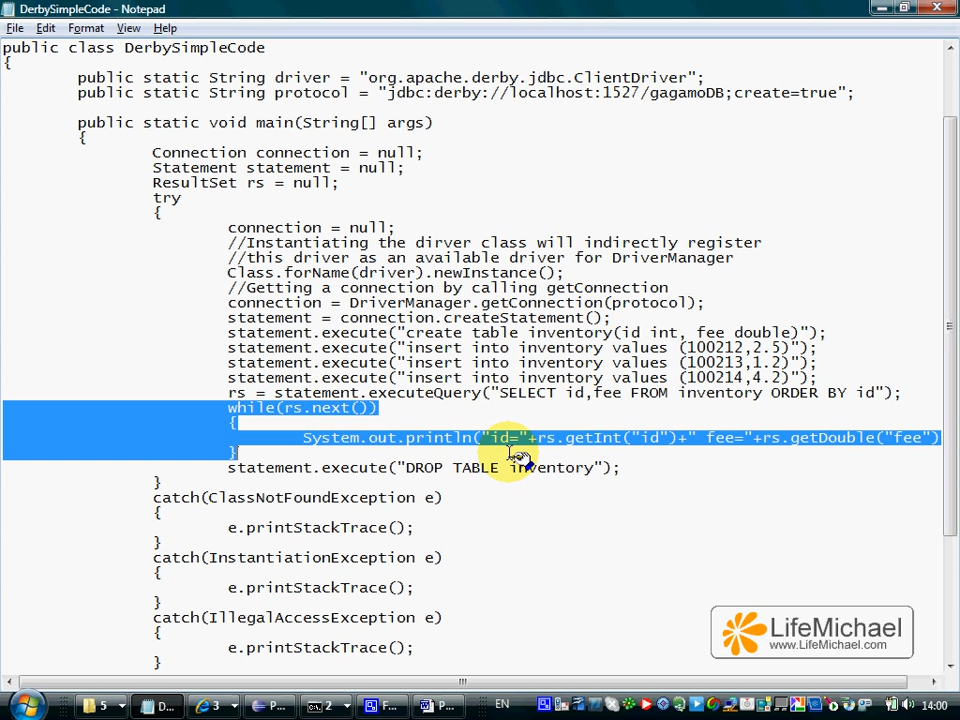 DerbySimpleCode - Notepad
File Edit Format View Help
public class DerbySimpleCode
{
public static String driver = "org.apache.derby.jdbc.ClientDriver";
public static String protocol = "jdbc:derby://localhost:1527/gagamoDB;create=true";
public static void main(String[] args)
{
Connection connection = null;
Statement statement = null;
ResultSet rs = null;
try
{
connection = null;
//Instantiating the dirver class will indirectly register
//this driver as an available driver for DriverManager
Class.forName(driver).newInstance();
//Getting a connection by calling getConnection
connection = DriverManager.getConnection(protocol);
statement = connection.createStatement();
statement.execute("create table inventory(id int, fee double)");
statement.execute("insert into inventory values (100212,2.5)");
statement.execute("insert into inventory values (100213,1.2)");
statement.execute("insert into inventory values (100214,4.2)");
rs = statement.executeQuery("SELECT id,fee FROM inventory ORDER BY id");
while(rs.next())
{
System.out.println("id="+rs.getInt("id")+" fee="+rs.getDouble("fee")
}
statement.execute("DROP TABLE inventory");
}
catch(ClassNotFoundException e)
{
e.printStackTrace();
}
catch(InstantiationException e)
{
e.printStackTrace();
}
catch(IllegalAccessException e)
{
e.printStackTrace();
}
LifeMichael
www.lifemichael.com
5 D... 3 P... 2 F... P... EN 14:00